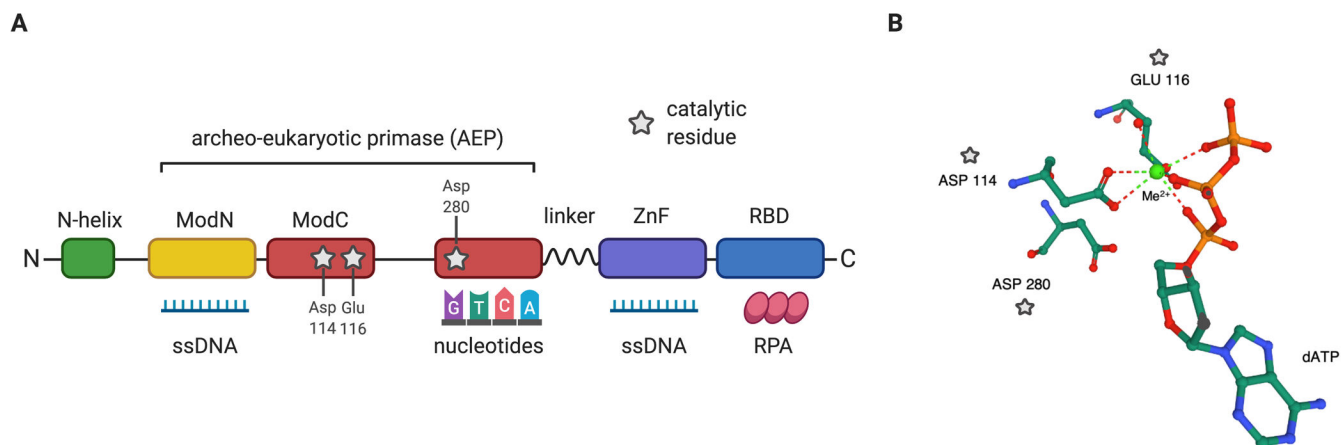 A
archeo-eukaryotic primase (AEP)
catalytic
residue
N-helix
ModN
ModC
Asp
280
linker
ZnF
RBD
N
C
Asp
114
Glu
116
G T C A
ssDNA
nucleotides
ssDNA
RPA
B
GLU 116
ASP 114
Me²⁺
ASP 280
dATP